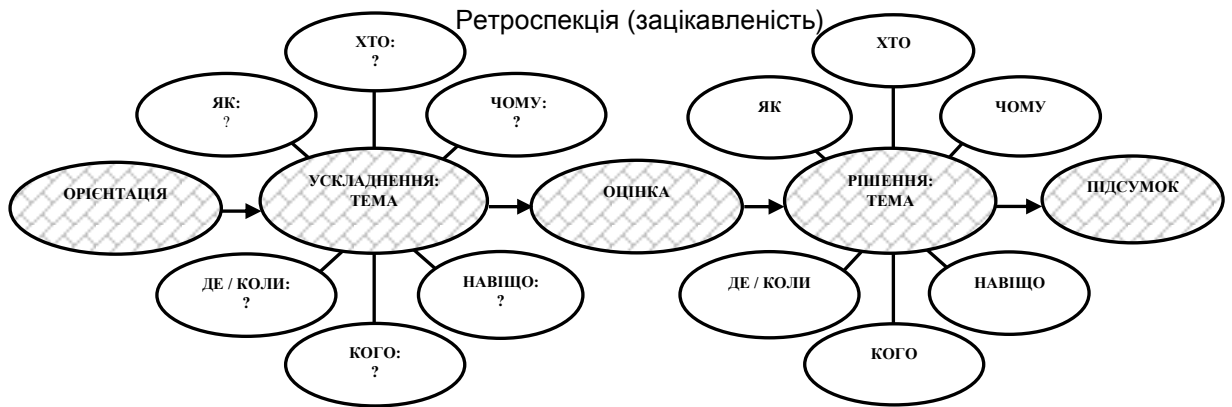 Ретроспекція (зацікавленість)
ХТО:
?
ЯК:
?
ЧОМУ:
?
ОРІЄНТАЦІЯ
УСКЛАДНЕННЯ:
ТЕМА
ДЕ / КОЛИ:
?
НАВІЩО:
?
КОГО:
?
ОЦІНКА
ХТО
ЯК
ЧОМУ
РІШЕННЯ:
ТЕМА
ДЕ / КОЛИ
НАВІЩО
КОГО
ПІДСУМОК